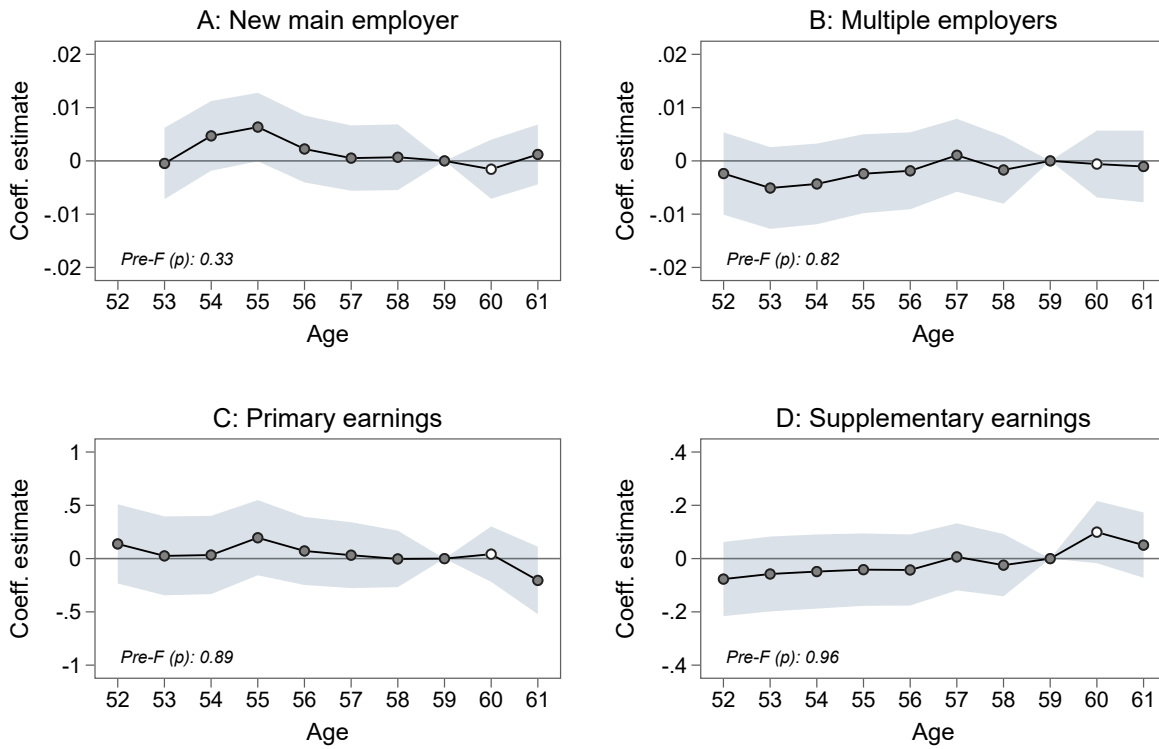 A: New main employer
Coeff. estimate
.02
.01
0
-.01
-.02
Pre-F (p): 0.33
52 53 54 55 56 57 58 59 60 61
Age
B: Multiple employers
Coeff. estimate
.02
.01
0
-.01
-.02
Pre-F (p): 0.82
52 53 54 55 56 57 58 59 60 61
Age
C: Primary earnings
Coeff. estimate
1
.5
0
-.5
-1
Pre-F (p): 0.89
52 53 54 55 56 57 58 59 60 61
Age
D: Supplementary earnings
Coeff. estimate
.4
.2
0
-.2
-.4
Pre-F (p): 0.96
52 53 54 55 56 57 58 59 60 61
Age